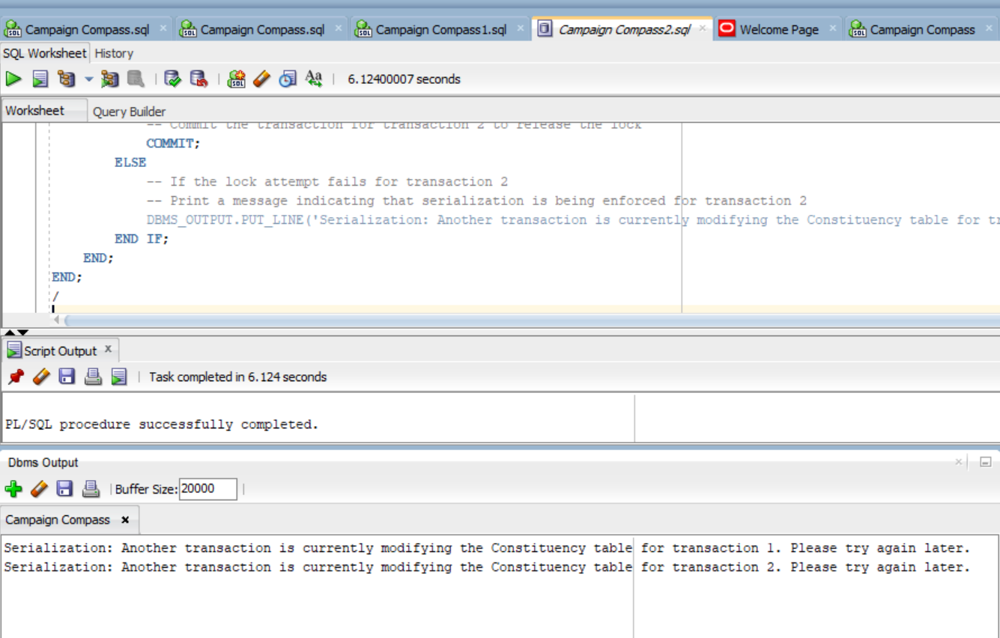 Campaign Compass.sql × Campaign Compass.sql × Campaign Compass1.sql × Campaign Compass2.sql × Welcome Page × Campaign Compass ×
SQL Worksheet History
6.12400007 seconds
Worksheet Query Builder
-- Commit the transaction for transaction 2 to release the lock
COMMIT;
ELSE
-- If the lock attempt fails for transaction 2
-- Print a message indicating that serialization is being enforced for transaction 2
DBMS_OUTPUT.PUT_LINE('Serialization: Another transaction is currently modifying the Constituency table for tr
END IF;
END;
END;
/
Script Output ×
Task completed in 6.124 seconds
PL/SQL procedure successfully completed.
Dbms Output
Buffer Size: 20000
Campaign Compass ×
Serialization: Another transaction is currently modifying the Constituency table for transaction 1. Please try again later.
Serialization: Another transaction is currently modifying the Constituency table for transaction 2. Please try again later.